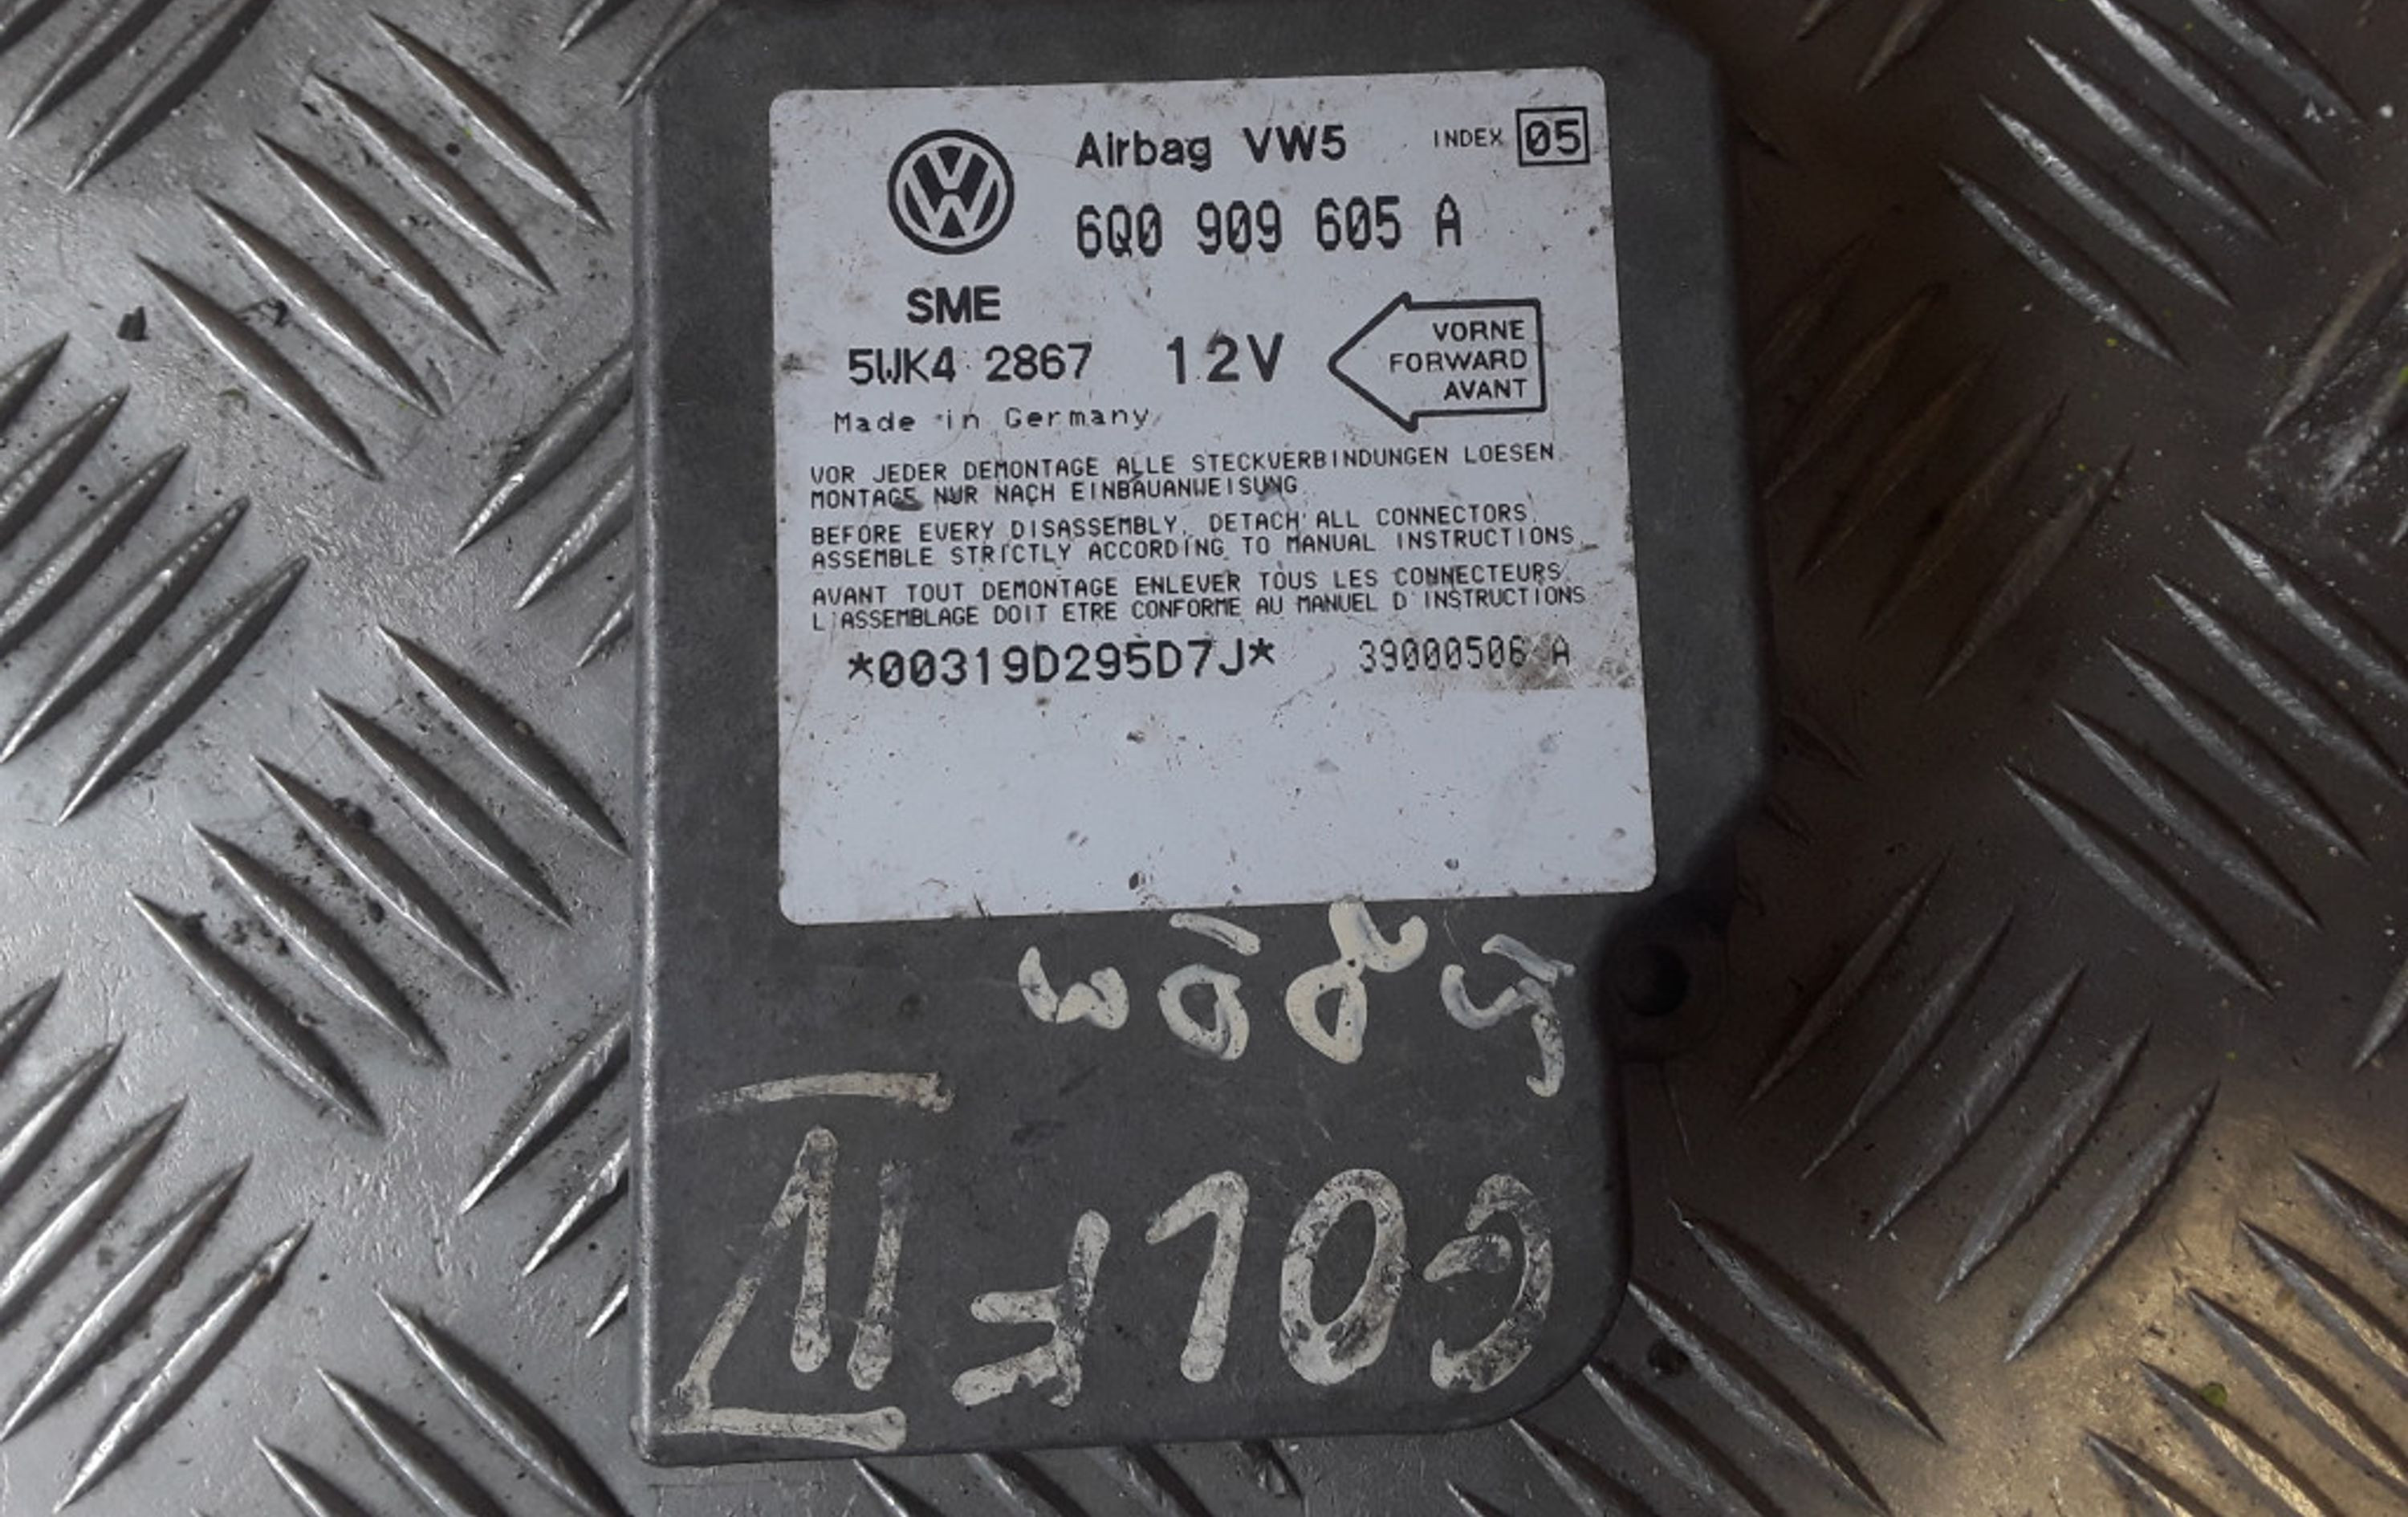 Airbag VW5 INDEX 05
6Q0 909 605 A
SME
5WK4 2867 12V
VORNE
FORWARD
AVANT
Made in Germany
VOR JEDER DEMONTAGE ALLE STECKVERBINDUNGEN LOESEN.
MONTAGE NUR NACH EINBAUANWEISUNG
BEFORE EVERY DISASSEMBLY, DETACH ALL CONNECTORS.
ASSEMBLE STRICTLY ACCORDING TO MANUAL INSTRUCTIONS.
AVANT TOUT DEMONTAGE ENLEVER TOUS LES CONNECTEURS
L'ASSEMBLAGE DOIT ETRE CONFORME AU MANUEL D'INSTRUCTIONS
*00319D295D7J* 39000506 A
GOLF IV